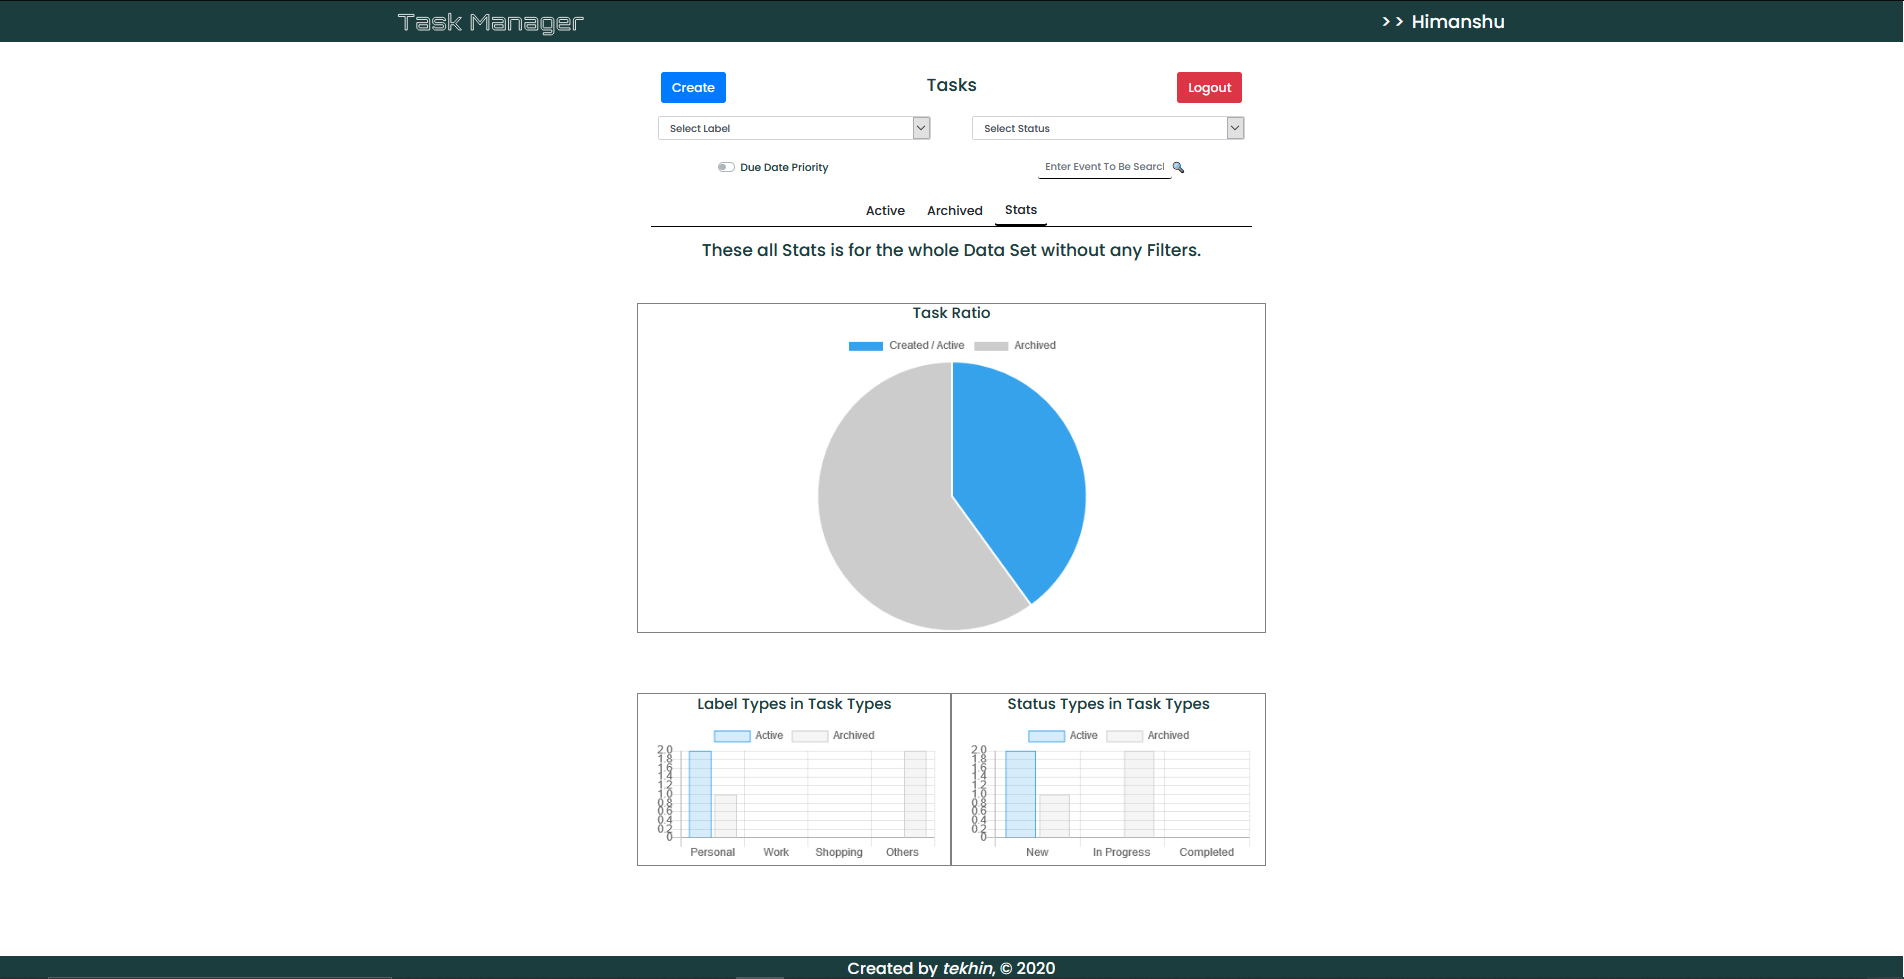 Task Manager
>> Himanshu
Create
Tasks
Logout
Select Label
Select Status
Due Date Priority
Enter Event To Be Searcl
Active
Archived
Stats
These all Stats is for the whole Data Set without any Filters.
Task Ratio
Created / Active
Archived
Label Types in Task Types
Active
Archived
2.0
1.8
1.6
1.4
1.2
1.0
0.8
0.6
0.4
0.2
0
Personal
Work
Shopping
Others
Status Types in Task Types
Active
Archived
2.0
1.8
1.6
1.4
1.2
1.0
0.8
0.6
0.4
0.2
0
New
In Progress
Completed
Created by tekhin, © 2020